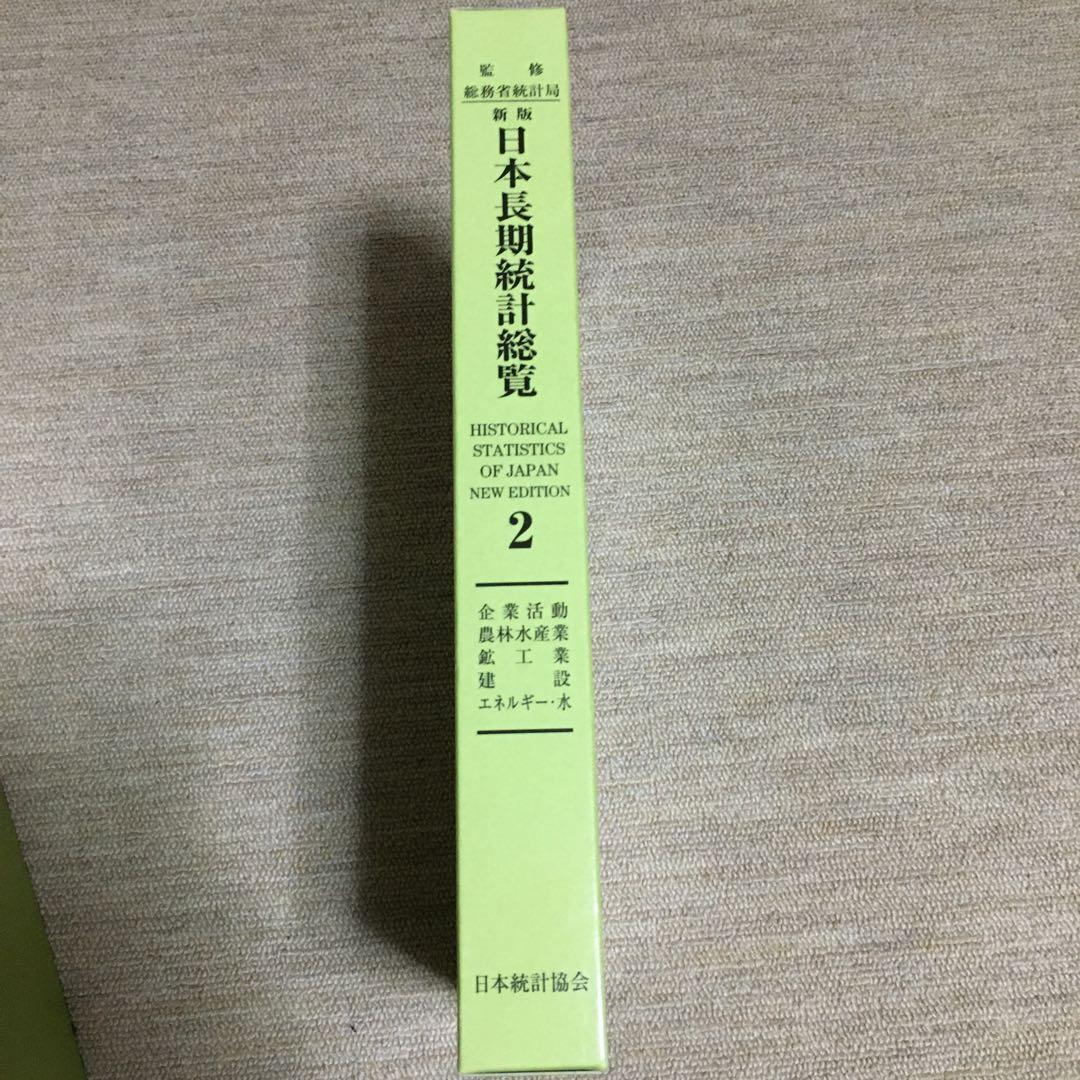 監修
総務省統計局
新版
日本長期統計総覧
HISTORICAL
STATISTICS
OF JAPAN
NEW EDITION
2
企業活動
農林水産業
鉱工業
建設
エネルギー・水
日本統計協会